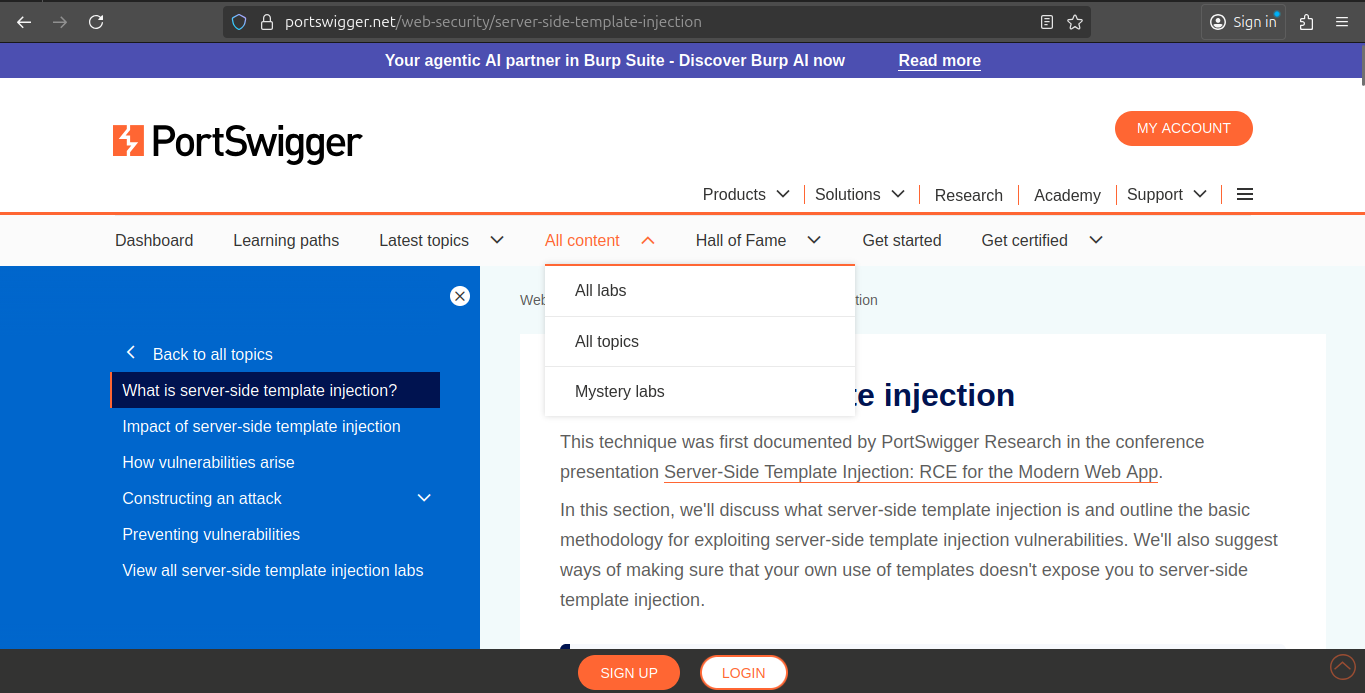 portswigger.net/web-security/server-side-template-injection
Sign in
Your agentic AI partner in Burp Suite - Discover Burp AI now Read more
PortSwigger
MY ACCOUNT
Products Solutions Research Academy Support
Dashboard Learning paths Latest topics All content Hall of Fame Get started Get certified
All labs
All topics
Mystery labs
Back to all topics
What is server-side template injection?
Impact of server-side template injection
How vulnerabilities arise
Constructing an attack
Preventing vulnerabilities
View all server-side template injection labs
injection
This technique was first documented by PortSwigger Research in the conference
presentation Server-Side Template Injection: RCE for the Modern Web App.
In this section, we'll discuss what server-side template injection is and outline the basic
methodology for exploiting server-side template injection vulnerabilities. We'll also suggest
ways of making sure that your own use of templates doesn't expose you to server-side
template injection.
SIGN UP LOGIN